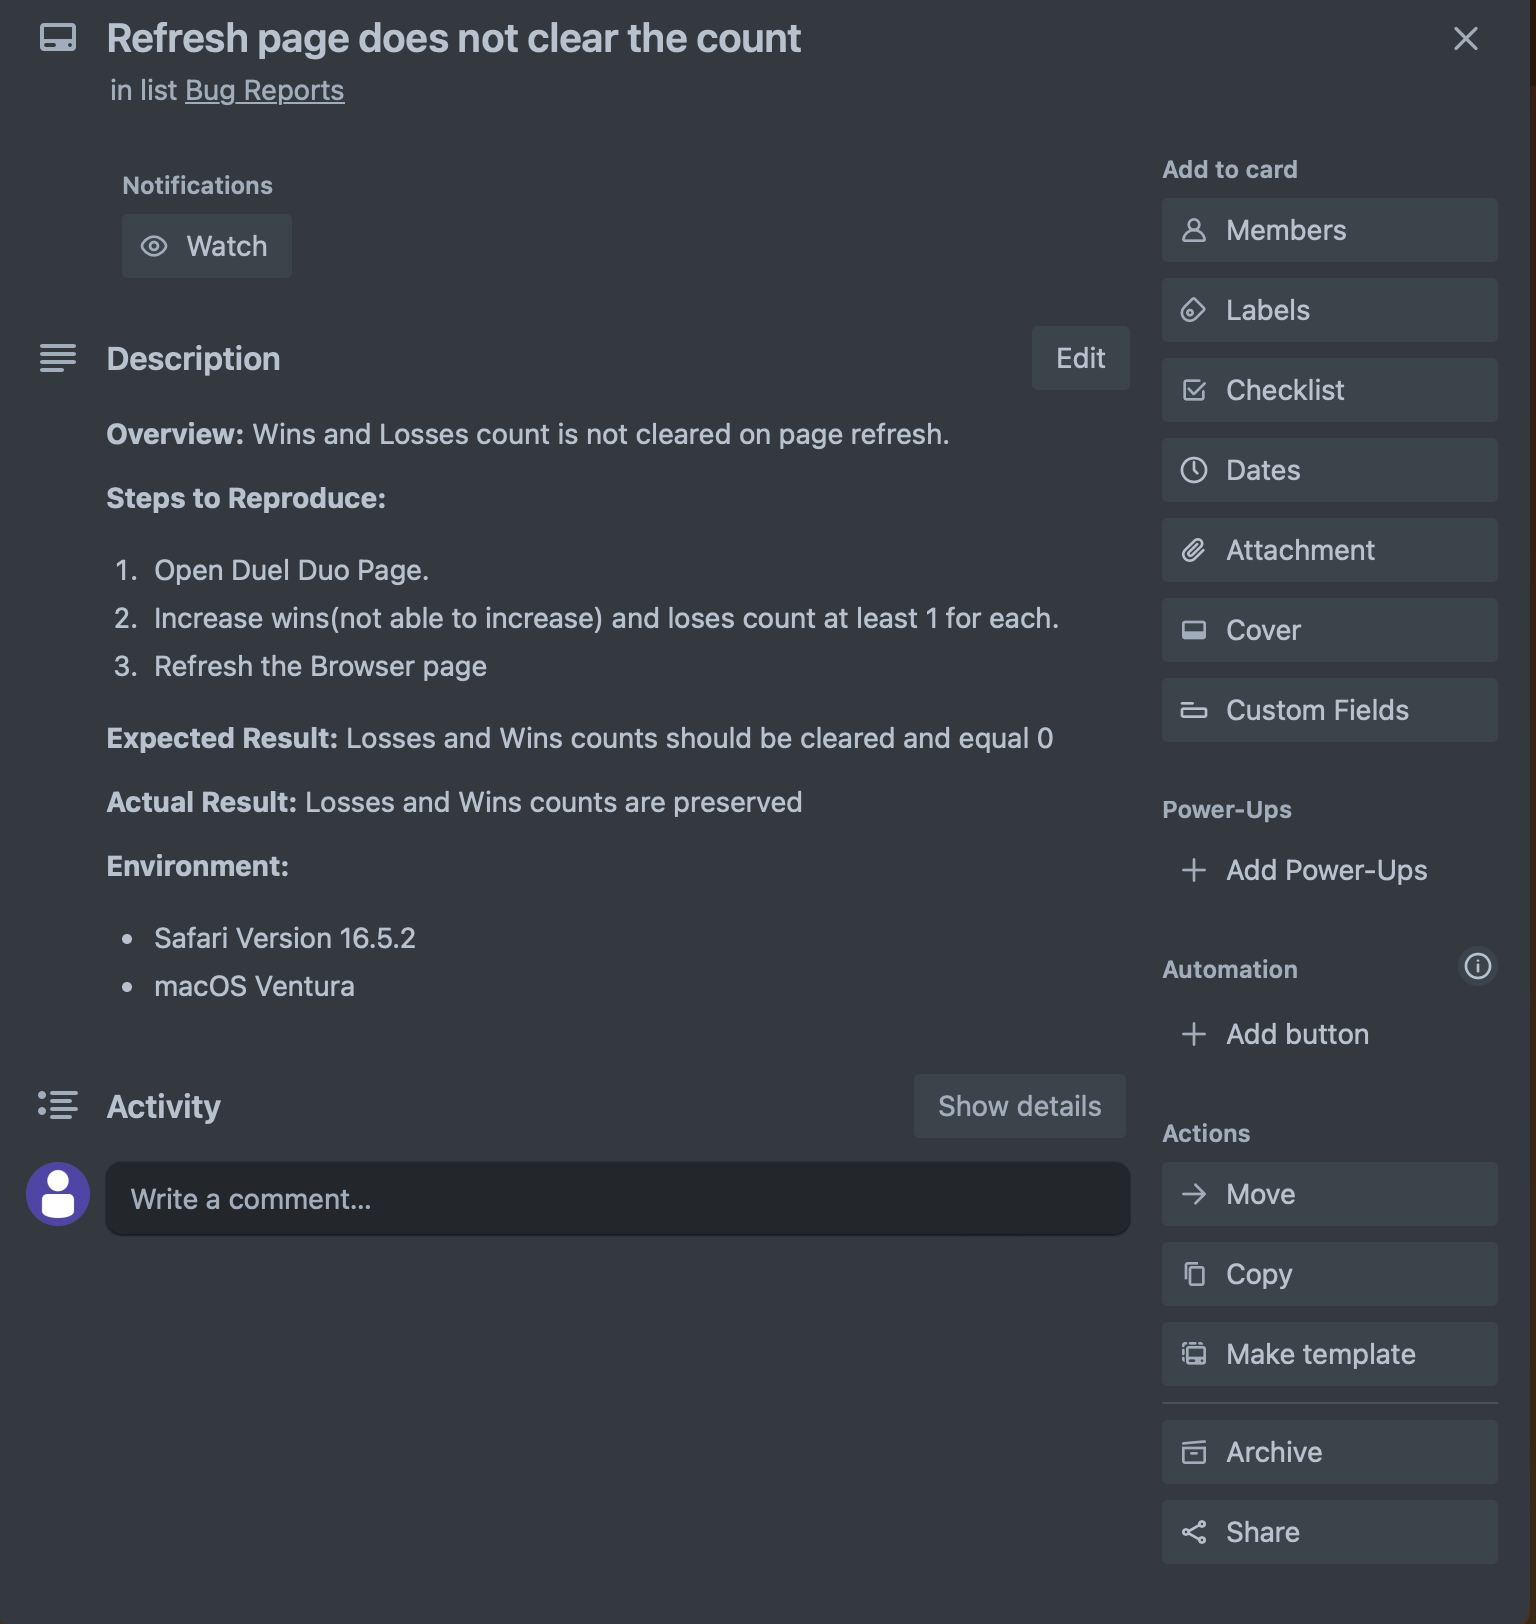 Refresh page does not clear the count
in list Bug Reports
Notifications
Watch
Description
Edit
Overview: Wins and Losses count is not cleared on page refresh.
Steps to Reproduce:
1. Open Duel Duo Page.
2. Increase wins(not able to increase) and loses count at least 1 for each.
3. Refresh the Browser page
Expected Result: Losses and Wins counts should be cleared and equal 0
Actual Result: Losses and Wins counts are preserved
Environment:
• Safari Version 16.5.2
• macOS Ventura
Activity
Show details
Write a comment...
Add to card
Members
Labels
Checklist
Dates
Attachment
Cover
Custom Fields
Power-Ups
Add Power-Ups
Automation
Add button
Actions
Move
Copy
Make template
Archive
Share